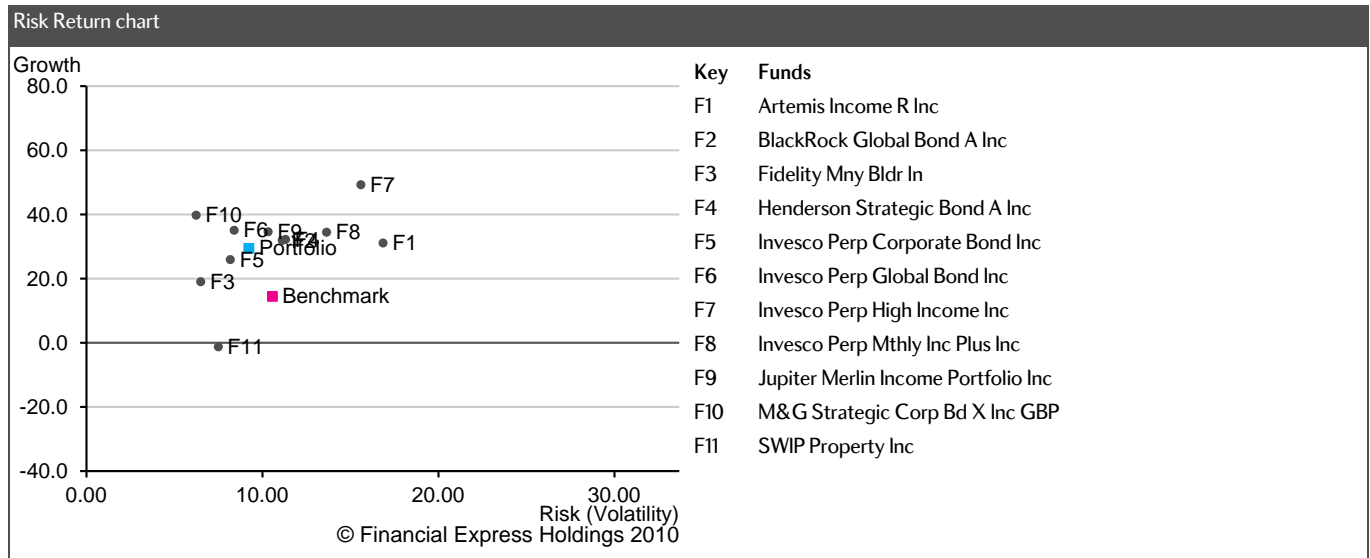 Risk Return chart
Growth
80.0
60.0
40.0
20.0
0.0
-20.0
-40.0
0.00 10.00 20.00 30.00
Risk (Volatility)
© Financial Express Holdings 2010
F7
F10
F6
F9
F8
F4
F2
F1
Portfolio
F5
F3
Benchmark
F11
Key Funds
F1 Artemis Income R Inc
F2 BlackRock Global Bond A Inc
F3 Fidelity Mny Bldr In
F4 Henderson Strategic Bond A Inc
F5 Invesco Perp Corporate Bond Inc
F6 Invesco Perp Global Bond Inc
F7 Invesco Perp High Income Inc
F8 Invesco Perp Mthly Inc Plus Inc
F9 Jupiter Merlin Income Portfolio Inc
F10 M&G Strategic Corp Bd X Inc GBP
F11 SWIP Property Inc